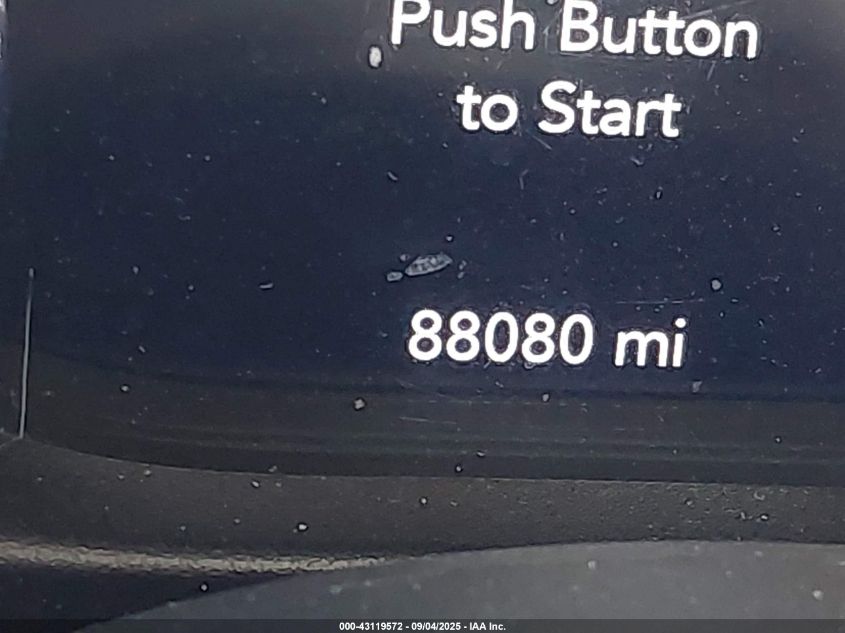 Push Button
to Start
88080 mi
000-43119572 - 09/04/2025 - IAA Inc.